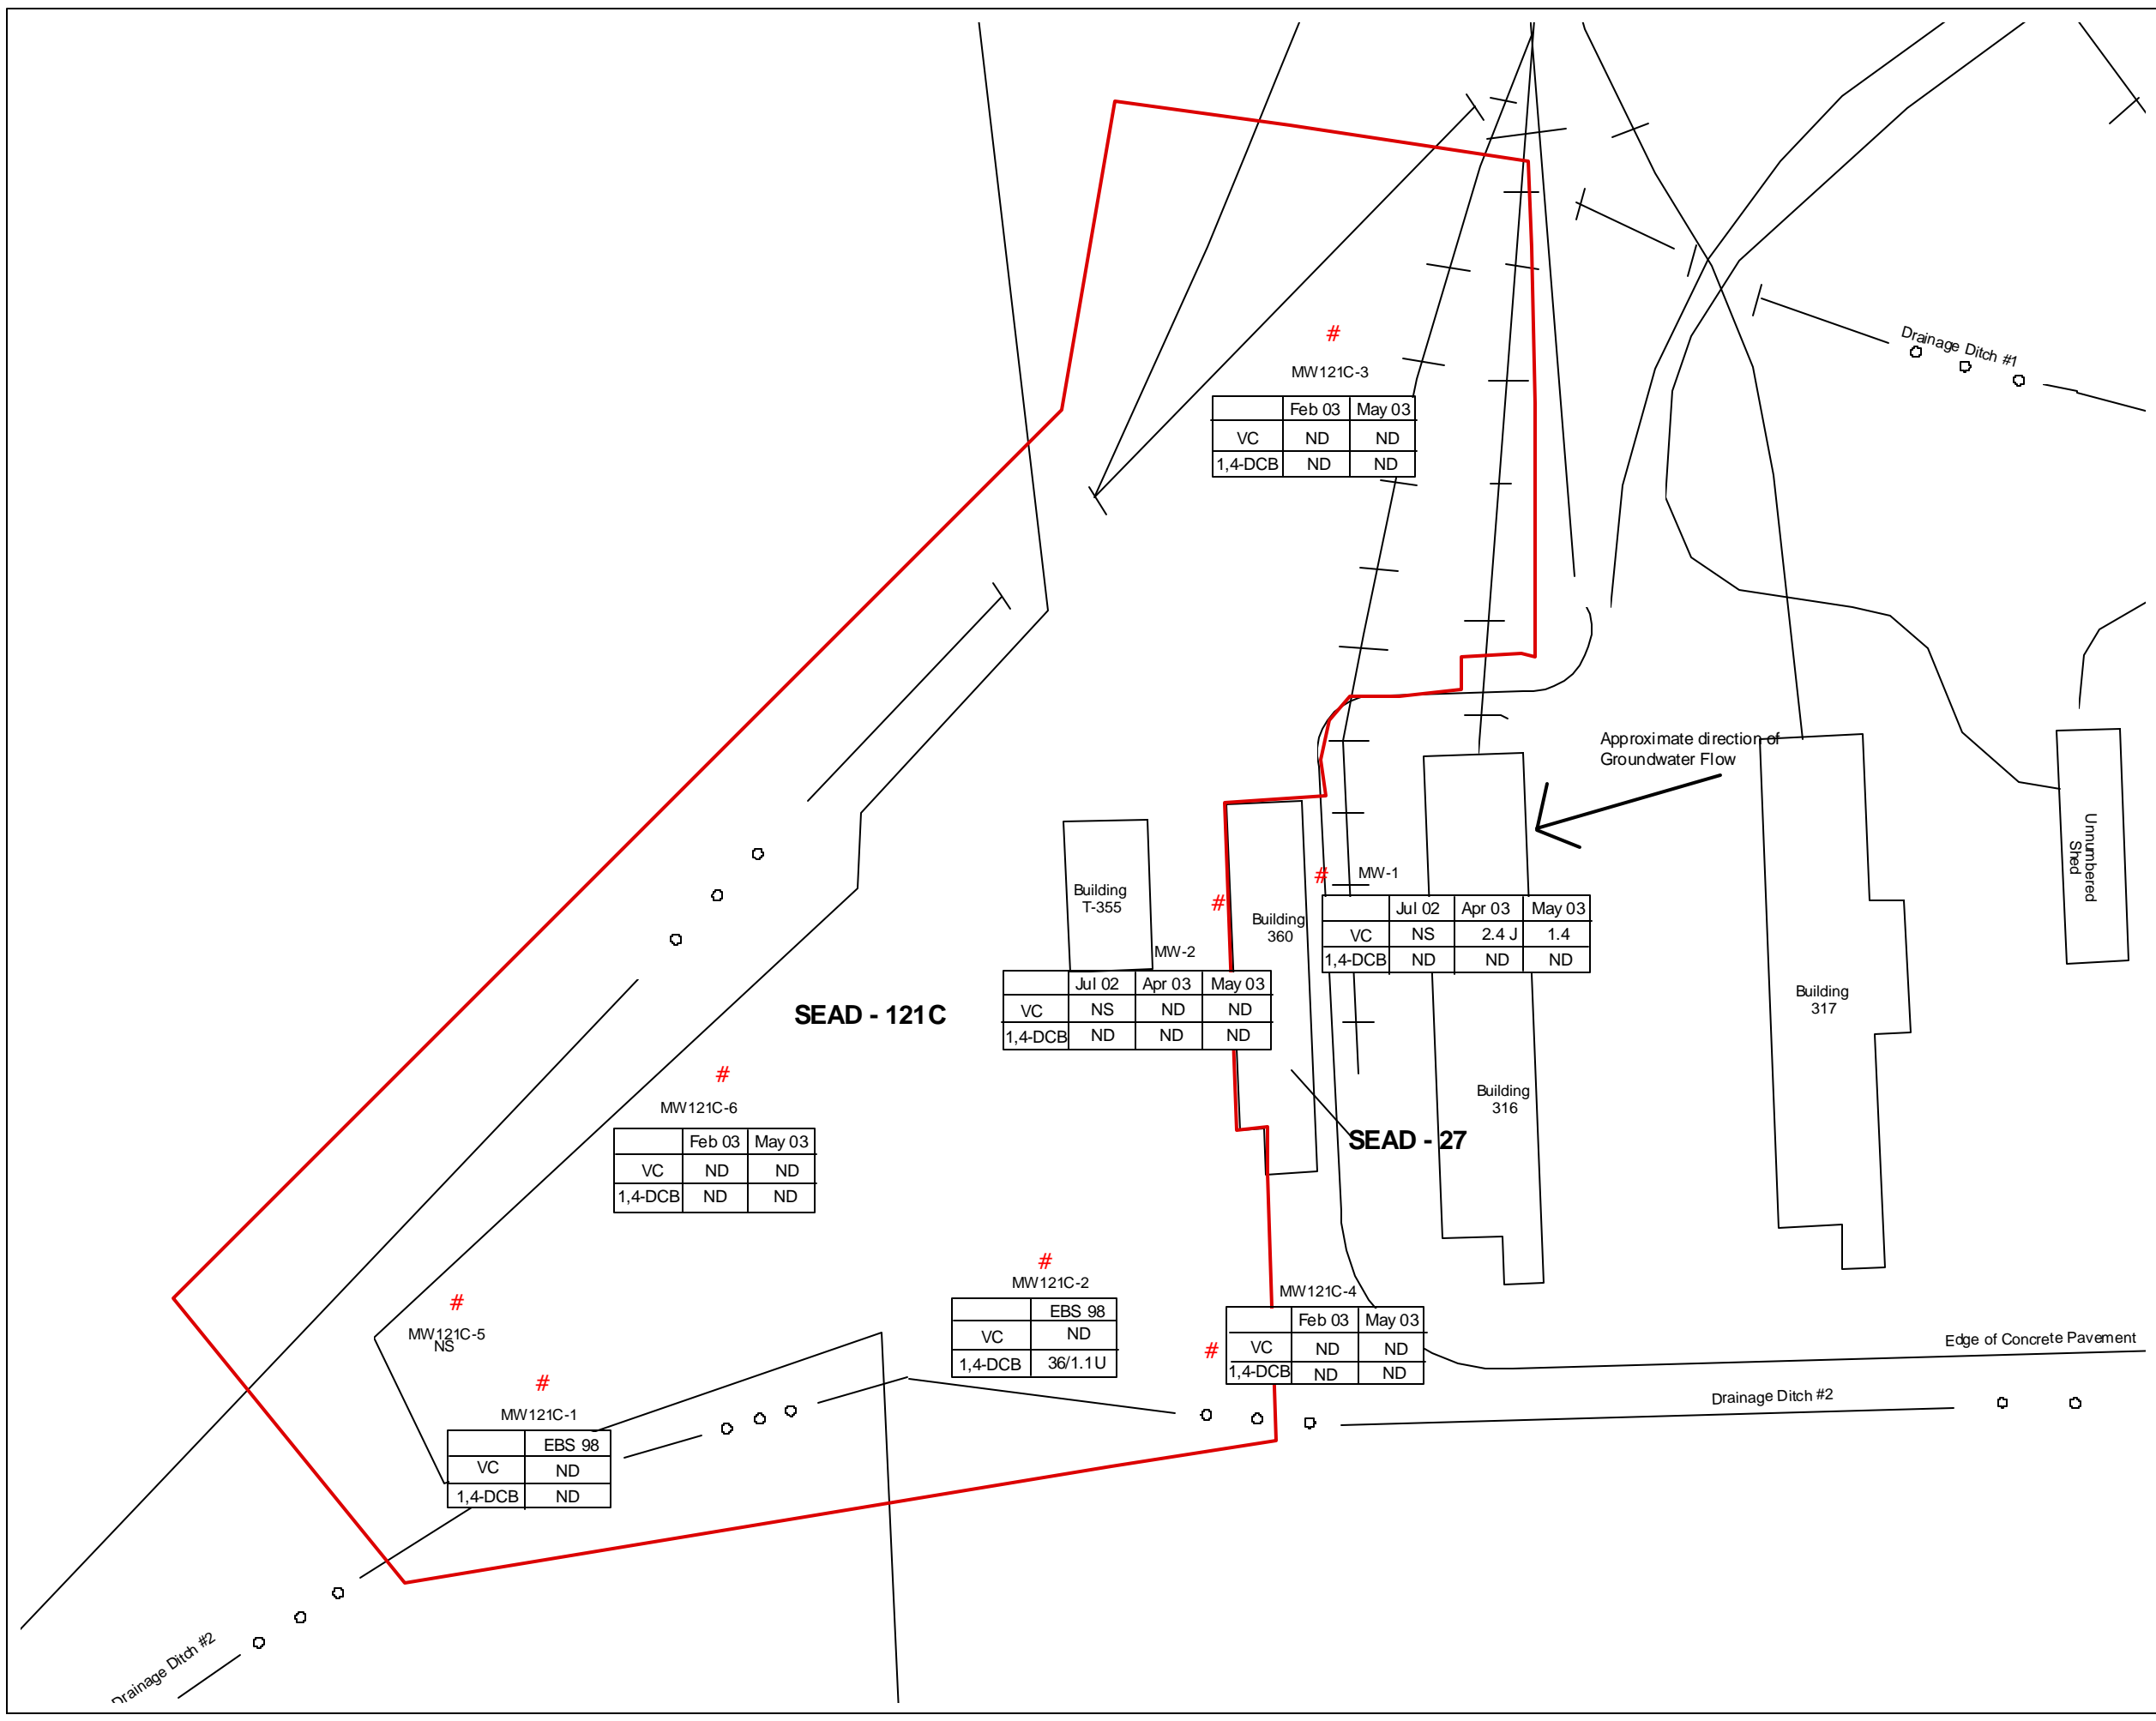 Drainage Ditch #1
#
MW121C-3
Feb 03 May 03
VC ND ND
1,4-DCB ND ND
Approximate direction of
Groundwater Flow
Unnumbered
Shed
# MW-1
Jul 02 Apr 03 May 03
VC NS 2.4 J 1.4
1,4-DCB ND ND ND
Building
T-355
#
Building
360
MW-2
Jul 02 Apr 03 May 03
VC NS ND ND
1,4-DCB ND ND ND
SEAD - 121C
Building
317
#
MW121C-6
Feb 03 May 03
VC ND ND
1,4-DCB ND ND
Building
316
SEAD - 27
#
MW121C-2
EBS 98
VC ND
1,4-DCB 36/1.1U
MW121C-4
#
Feb 03 May 03
VC ND ND
1,4-DCB ND ND
#
MW121C-5
NS
Edge of Concrete Pavement
#
MW121C-1
EBS 98
VC ND
1,4-DCB ND
Drainage Ditch #2
Drainage Ditch #2